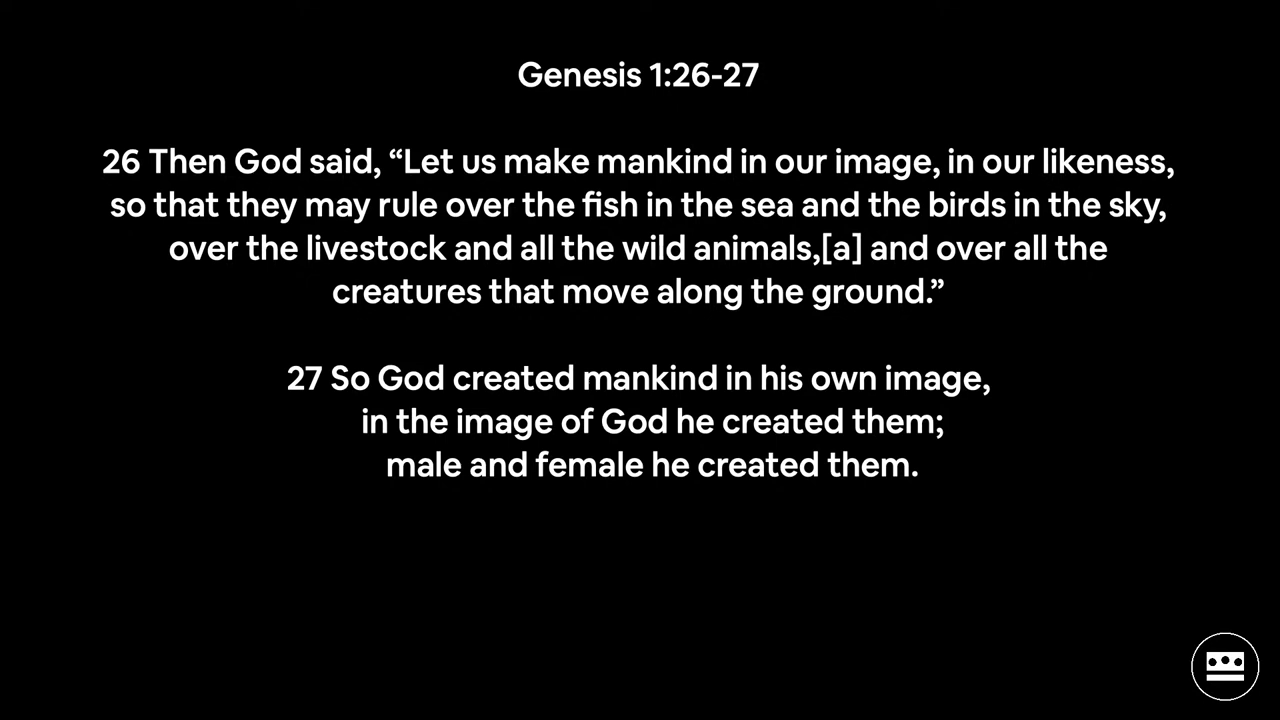 Genesis 1:26-27
26 Then God said, “Let us make mankind in our image, in our likeness,
so that they may rule over the fish in the sea and the birds in the sky,
over the livestock and all the wild animals,[a] and over all the
creatures that move along the ground.”
27 So God created mankind in his own image,
in the image of God he created them;
male and female he created them.